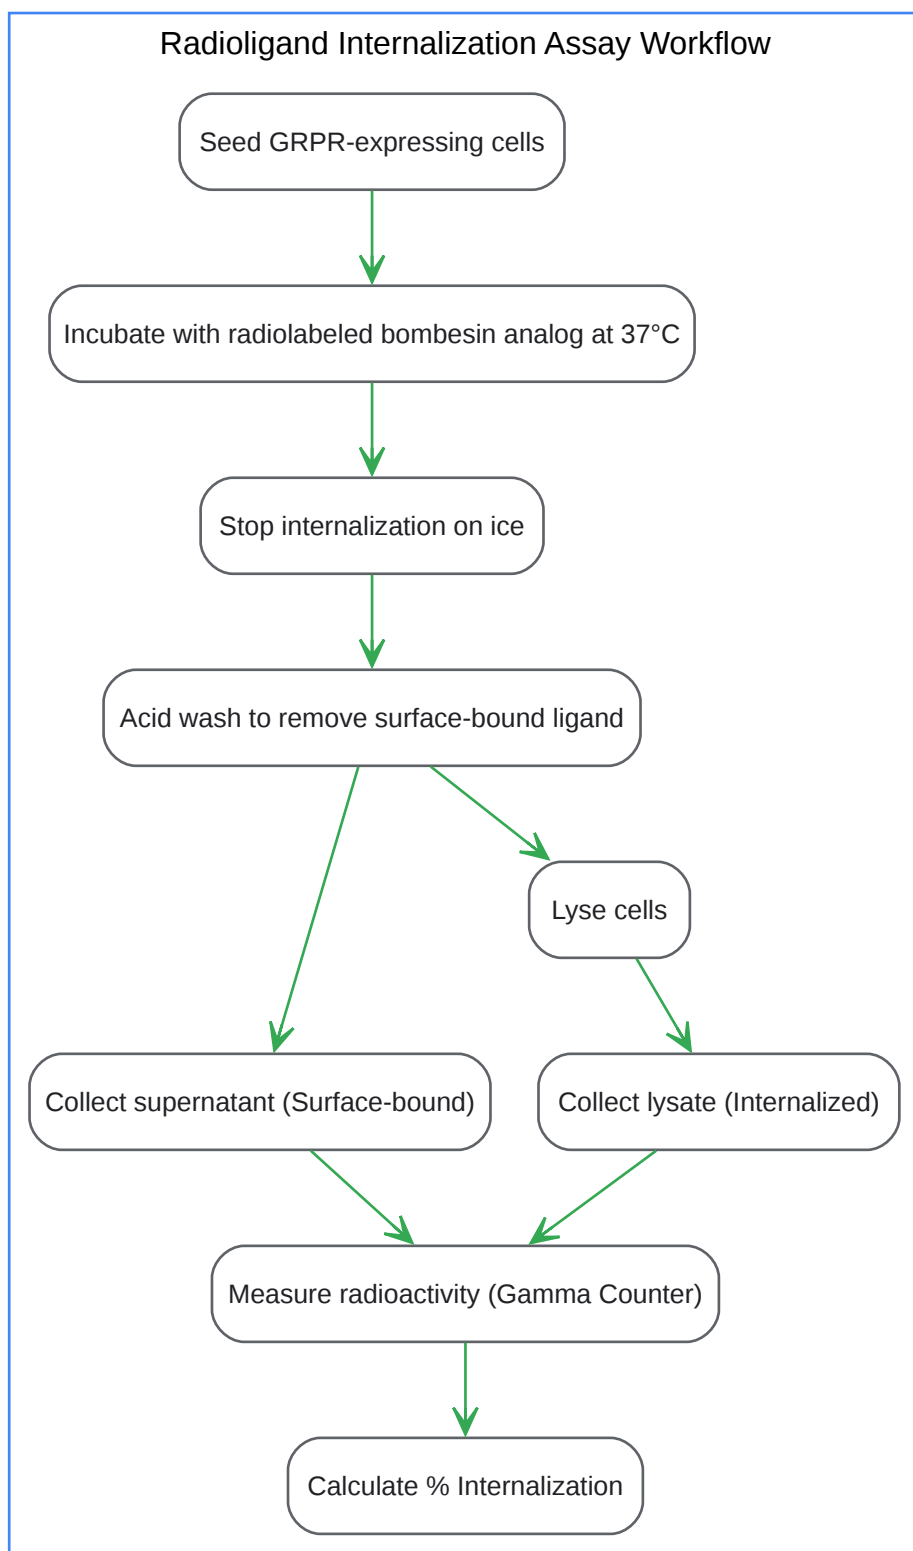 Radioligand Internalization Assay Workflow
Seed GRPR-expressing cells
Incubate with radiolabeled bombesin analog at 37°C
Stop internalization on ice
Acid wash to remove surface-bound ligand
Lyse cells
Collect supernatant (Surface-bound)
Collect lysate (Internalized)
Measure radioactivity (Gamma Counter)
Calculate % Internalization